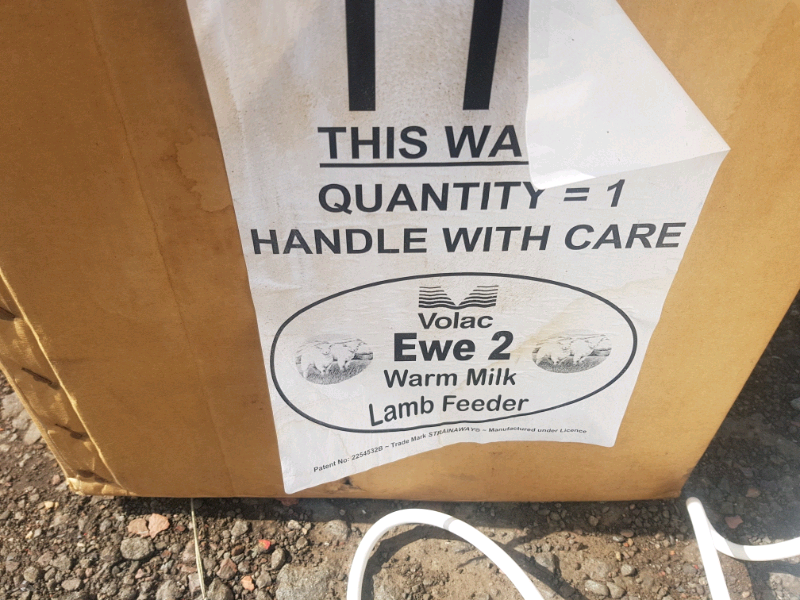 THIS WA
QUANTITY = 1
HANDLE WITH CARE
Volac
Ewe 2
Warm Milk
Lamb Feeder
Patent No: 2254532B ~ Trade Mark STRAINAWAYS ~ Manufactured under Licence